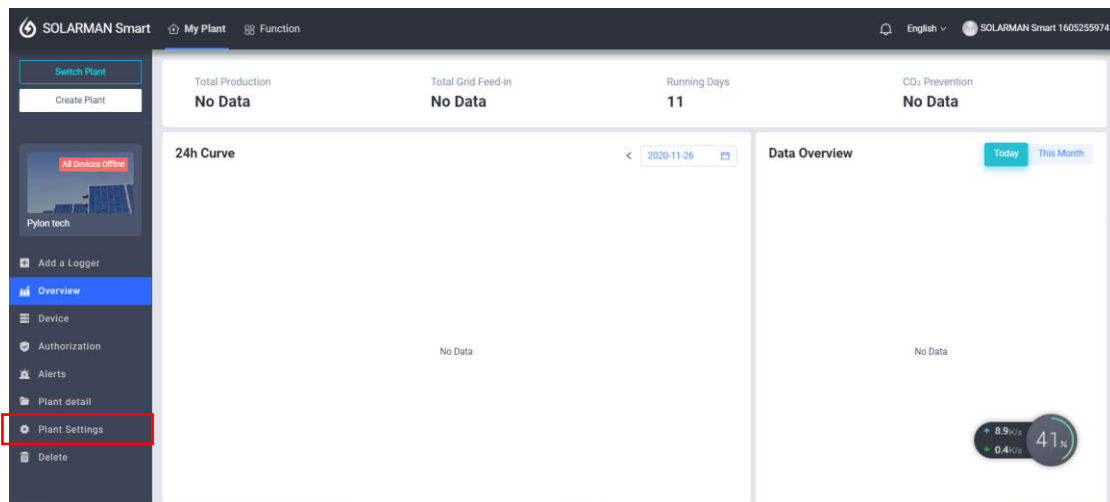 SOLARMAN Smart My Plant Function English SOLARMAN Smart 1605255974
Switch Plant
Create Plant
Total Production Total Grid Feed-in Running Days CO₂ Prevention
No Data No Data 11 No Data
All Devices Offline
Pylon tech
24h Curve < 2020-11-26
Data Overview Today This Month
Add a Logger
Overview
Device
Authorization
Alerts
Plant detail
Plant Settings
Delete
No Data
No Data
8.9K/s
0.4K/s
41%